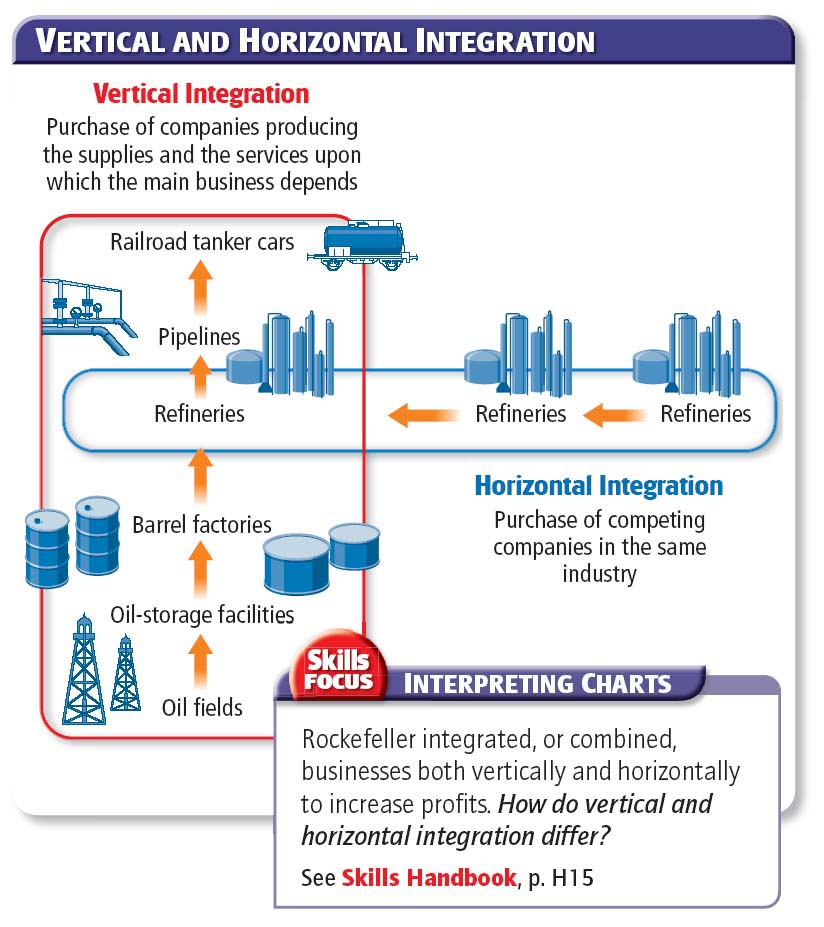 VERTICAL AND HORIZONTAL INTEGRATION
Vertical Integration
Purchase of companies producing
the supplies and the services upon
which the main business depends
Railroad tanker cars
Pipelines
Refineries
Refineries
Refineries
Horizontal Integration
Purchase of competing
companies in the same
industry
Barrel factories
Oil-storage facilities
Oil fields
Skills
FOCUS
INTERPRETING CHARTS
Rockefeller integrated, or combined,
businesses both vertically and horizontally
to increase profits. How do vertical and
horizontal integration differ?
See Skills Handbook, p. H15